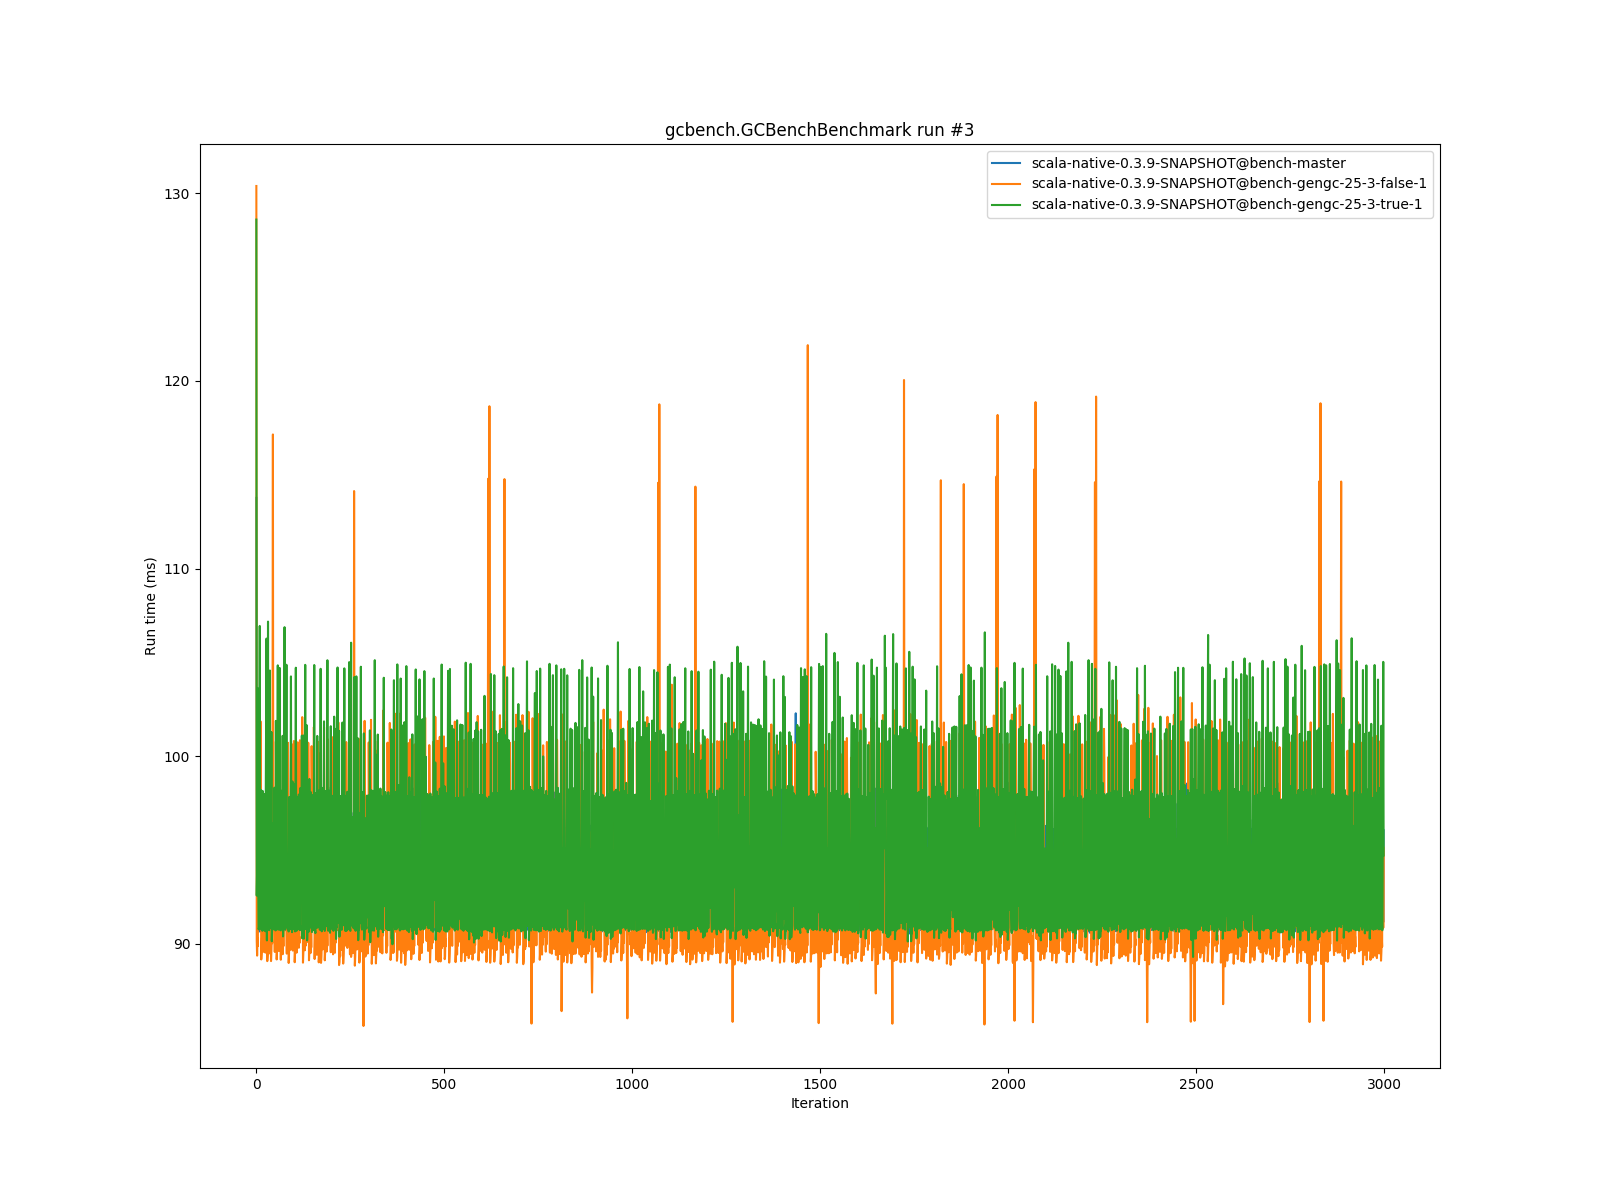 gcbench.GCBenchBenchmark run #3
scala-native-0.3.9-SNAPSHOT@bench-master
scala-native-0.3.9-SNAPSHOT@bench-gengc-25-3-false-1
scala-native-0.3.9-SNAPSHOT@bench-gengc-25-3-true-1
130
120
110
100
90
Run time (ms)
0 500 1000 1500 2000 2500 3000
Iteration